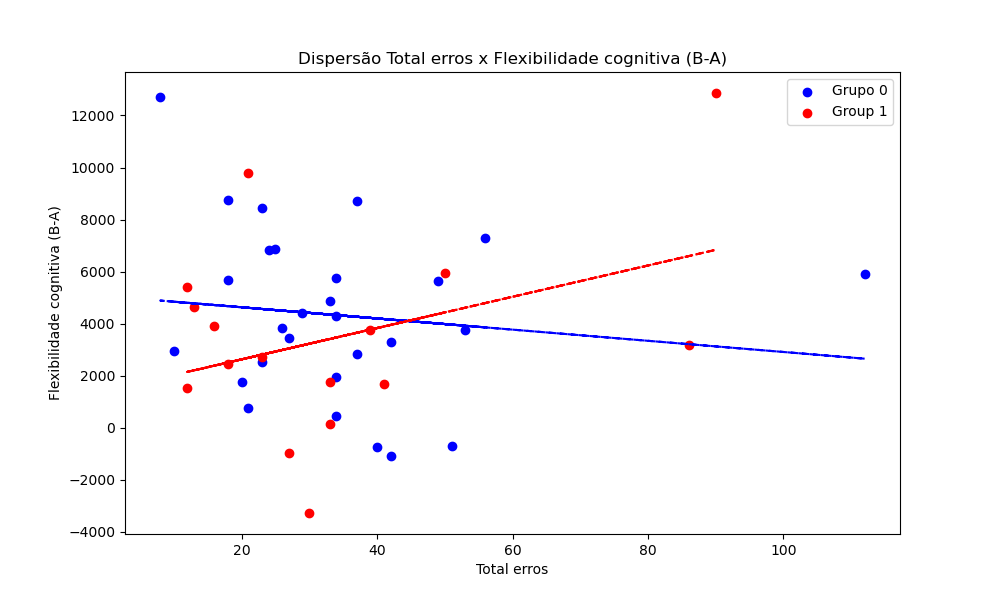 Dispersão Total erros x Flexibilidade cognitiva (B-A)
Grupo 0
Group 1
Flexibilidade cognitiva (B-A)
12000
10000
8000
6000
4000
2000
0
−2000
−4000
20 40 60 80 100
Total erros